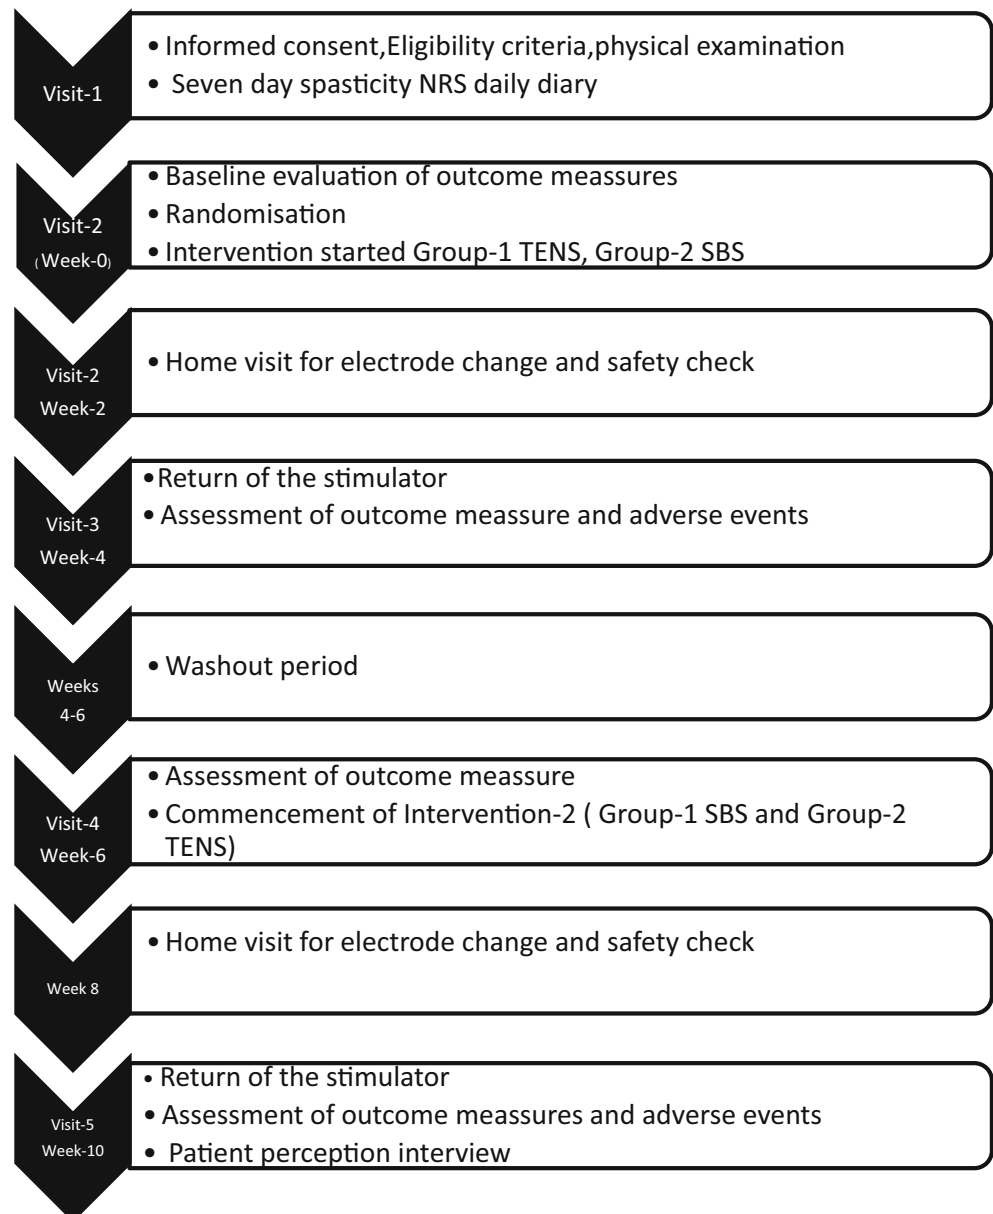 Visit-1
• Informed consent,Eligibility criteria,physical examination
• Seven day spasticity NRS daily diary
Visit-2
(Week-0)
• Baseline evaluation of outcome meassures
• Randomisation
• Intervention started Group-1 TENS, Group-2 SBS
Visit-2
Week-2
• Home visit for electrode change and safety check
Visit-3
Week-4
•Return of the stimulator
• Assessment of outcome meassure and adverse events
Weeks
4-6
• Washout period
Visit-4
Week-6
• Assessment of outcome meassure
• Commencement of Intervention-2 ( Group-1 SBS and Group-2
TENS)
Week 8
• Home visit for electrode change and safety check
Visit-5
Week-10
• Return of the stimulator
• Assessment of outcome meassures and adverse events
• Patient perception interview